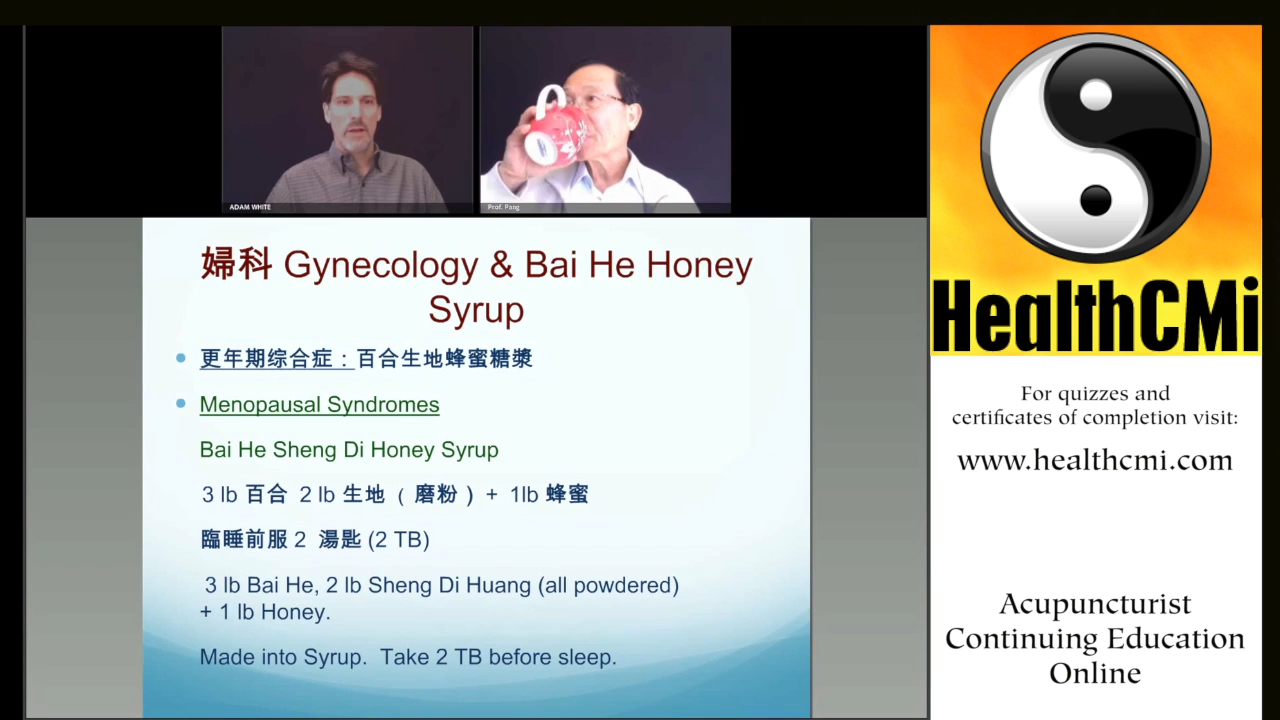 ADAM WHITE
Prof. Pang
婦科 Gynecology & Bai He Honey
Syrup
更年期综合症：百合生地蜂蜜糖漿
Menopausal Syndromes
Bai He Sheng Di Honey Syrup
3 lb 百合 2 lb 生地 （ 磨粉 ）+ 1lb 蜂蜜
臨睡前服 2 湯匙 (2 TB)
3 lb Bai He, 2 lb Sheng Di Huang (all powdered)
+ 1 lb Honey.
Made into Syrup. Take 2 TB before sleep.
HealthCMi
For quizzes and
certificates of completion visit:
www.healthcmi.com
Acupuncturist
Continuing Education
Online